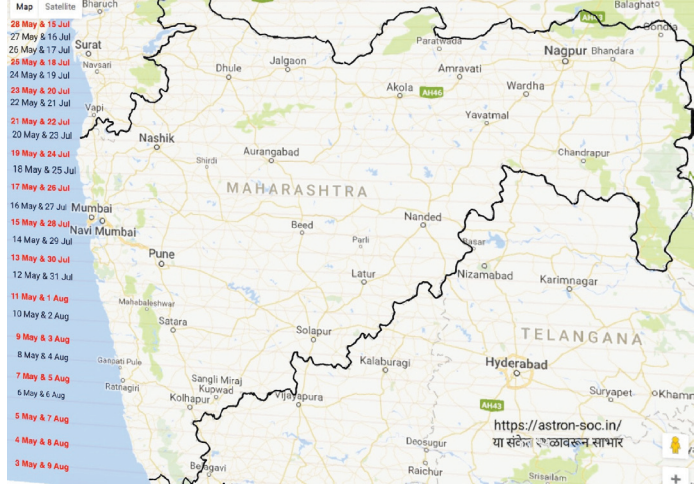 Map Satellite
Bharuch
Balaghat
28 May & 15 Jul
27 May & 16 Jul
Surat
26 May & 17 Jul
25 May & 18 Jul
Navsari
24 May & 19 Jul
23 May & 20 Jul
22 May & 21 Jul
Vapi
21 May & 22 Jul
20 May & 23 Jul
19 May & 24 Jul
18 May & 25 Jul
17 May & 26 Jul
16 May & 27 Jul
Mumbai
15 May & 28 Jul
Navi Mumbai
14 May & 29 Jul
13 May & 30 Jul
12 May & 31 Jul
11 May & 1 Aug
10 May & 2 Aug
9 May & 3 Aug
8 May & 4 Aug
7 May & 5 Aug
6 May & 6 Aug
5 May & 7 Aug
4 May & 8 Aug
3 May & 9 Aug
Paratwada
Nagpur
Bhandara
Dhule
Jalgaon
Amravati
Akola
AH46
Wardha
Yavatmal
Nashik
Shirdi
Aurangabad
Chandrapur
MAHARASHTRA
Beed
Parli
Nanded
Basar
Pune
Latur
Nizamabad
Karimnagar
Mahabaleshwar
Satara
Solapur
TELANGANA
Ganpati Pule
Ratnagiri
Kalaburagi
Hyderabad
Sangli Miraj
Kupwad
Kolhapur
Vijayapura
AH43
Suryapet
https://astron-soc.in/
या
साभार
Belagavi
Deosugur
Raichur
Srisailam